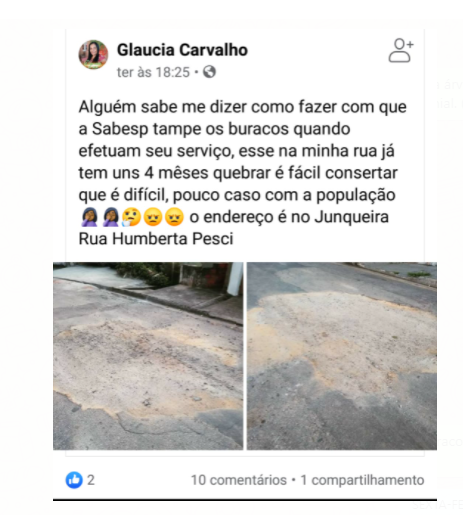 Glaucia Carvalho
ter às 18:25 •
Alguém sabe me dizer como fazer com que
a Sabesp tampe os buracos quando
efetuam seu serviço, esse na minha rua já
tem uns 4 mêses quebrar é fácil consertar
que é difícil, pouco caso com a população
🤦🏾‍♀️🤦🏾‍♀️🤔😠😠 o endereço é no Junqueira
Rua Humberta Pesci
2
10 comentários • 1 compartilhamento